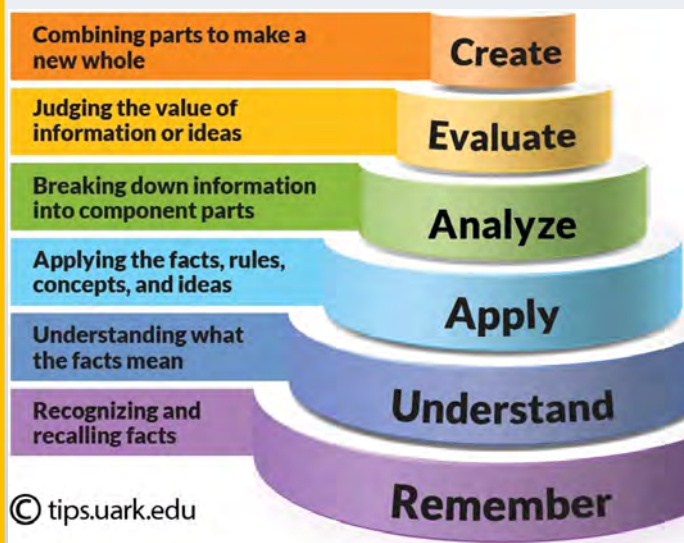 Combining parts to make a
new whole
Create
Judging the value of
information or ideas
Evaluate
Breaking down information
into component parts
Analyze
Applying the facts, rules,
concepts, and ideas
Apply
Understanding what
the facts mean
Understand
Recognizing and
recalling facts
Remember
© tips.uark.edu